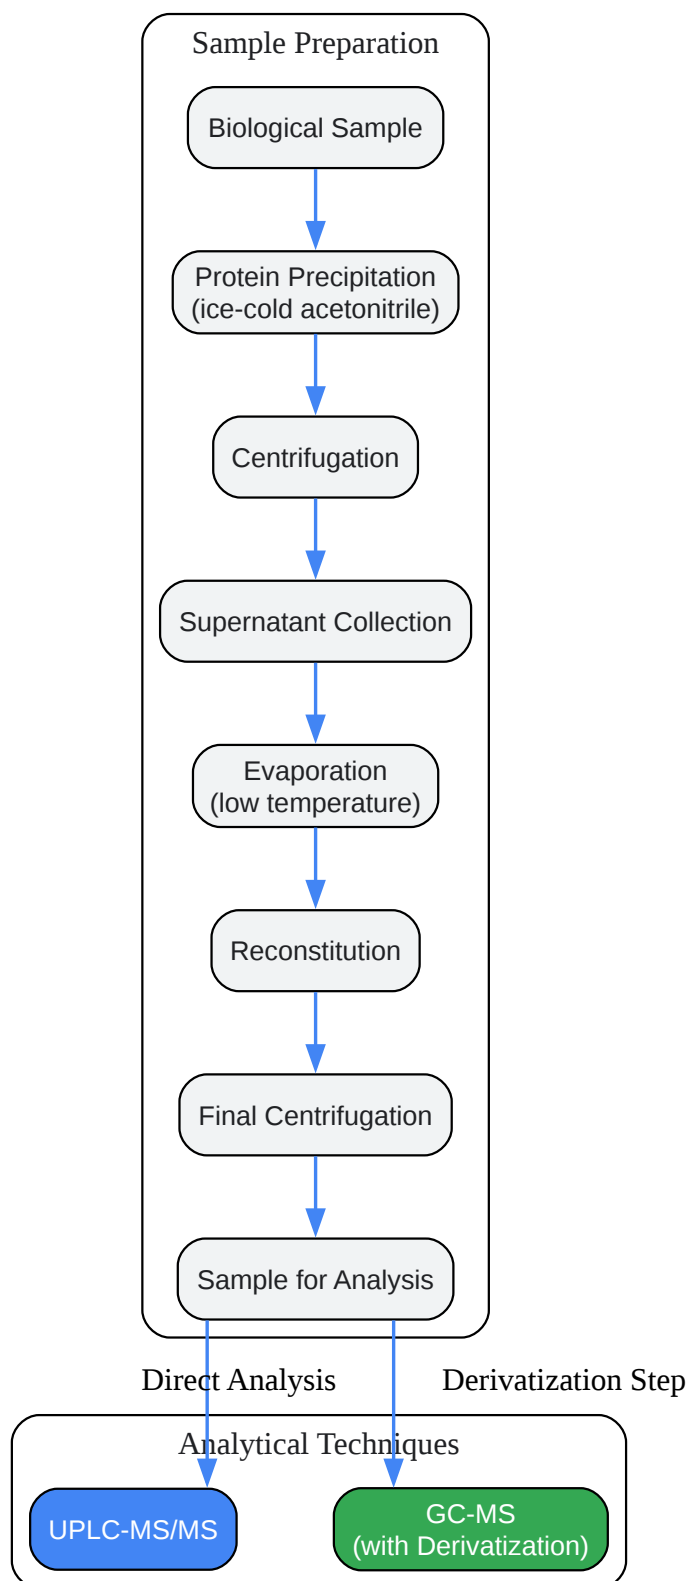 Sample Preparation
Biological Sample
Protein Precipitation
(ice-cold acetonitrile)
Centrifugation
Supernatant Collection
Evaporation
(low temperature)
Reconstitution
Final Centrifugation
Sample for Analysis
Direct Analysis
Derivatization Step
Analytical Techniques
UPLC-MS/MS
GC-MS
(with Derivatization)